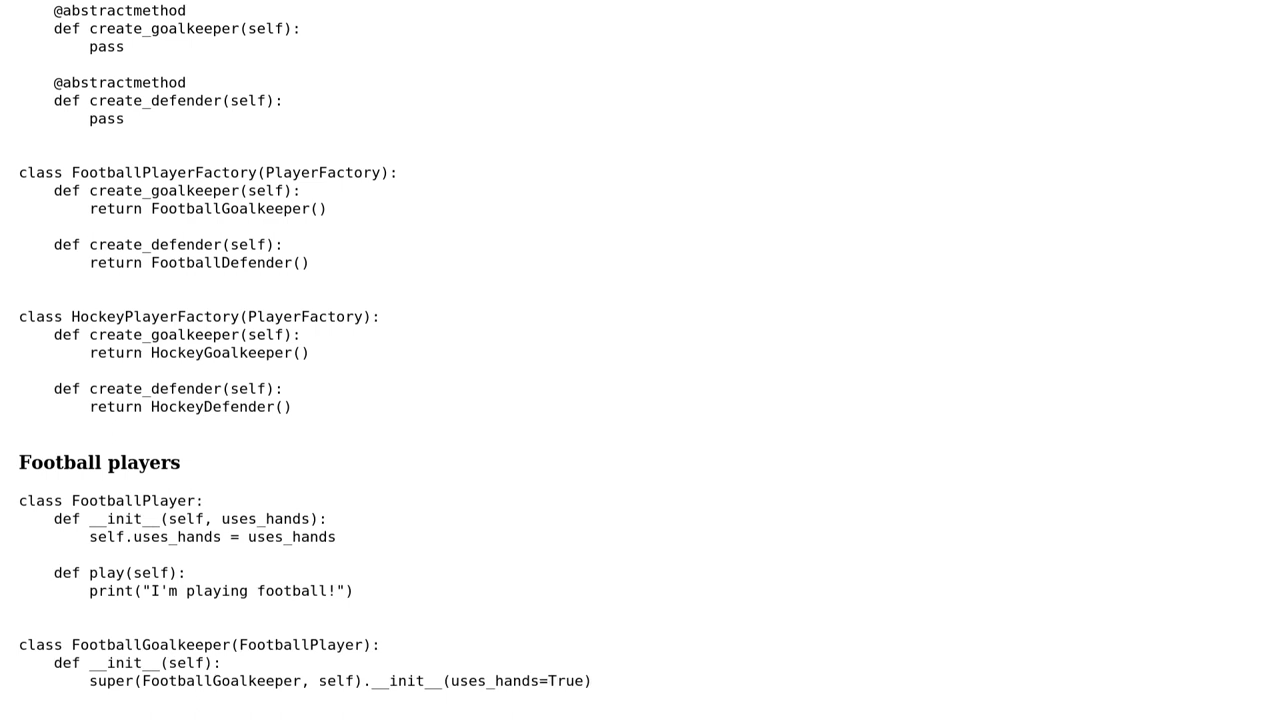 @abstractmethod
def create_goalkeeper(self):
pass
@abstractmethod
def create_defender(self):
pass
class FootballPlayerFactory(PlayerFactory):
def create_goalkeeper(self):
return FootballGoalkeeper()
def create_defender(self):
return FootballDefender()
class HockeyPlayerFactory(PlayerFactory):
def create_goalkeeper(self):
return HockeyGoalkeeper()
def create_defender(self):
return HockeyDefender()
Football players
class FootballPlayer:
def __init__(self, uses_hands):
self.uses_hands = uses_hands
def play(self):
print("I'm playing football!")
class FootballGoalkeeper(FootballPlayer):
def __init__(self):
super(FootballGoalkeeper, self).__init__(uses_hands=True)